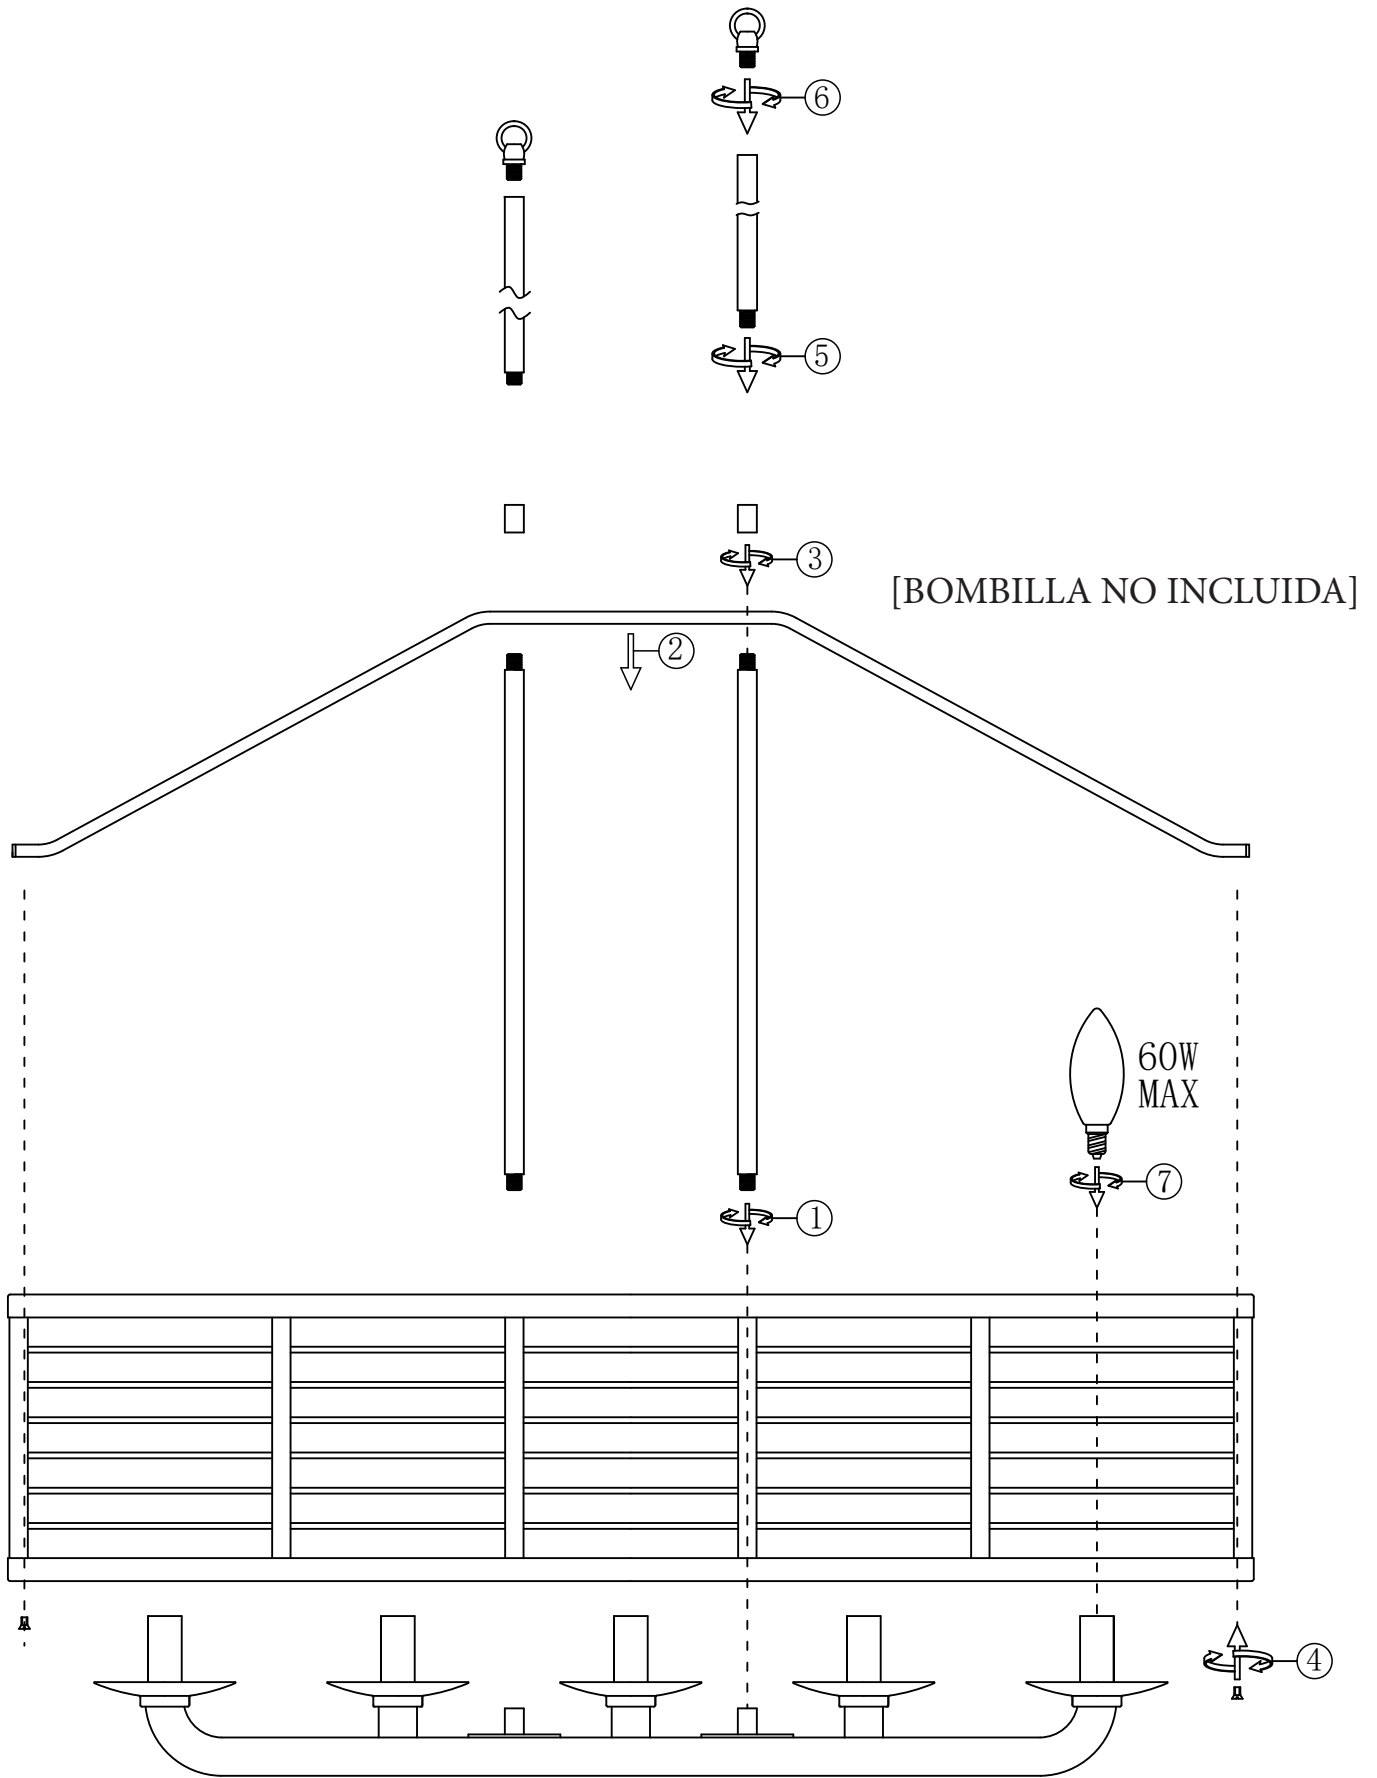 ⑥
⑤
③
[BOMBILLA NO INCLUIDA]
②
60W
MAX
⑦
①
④